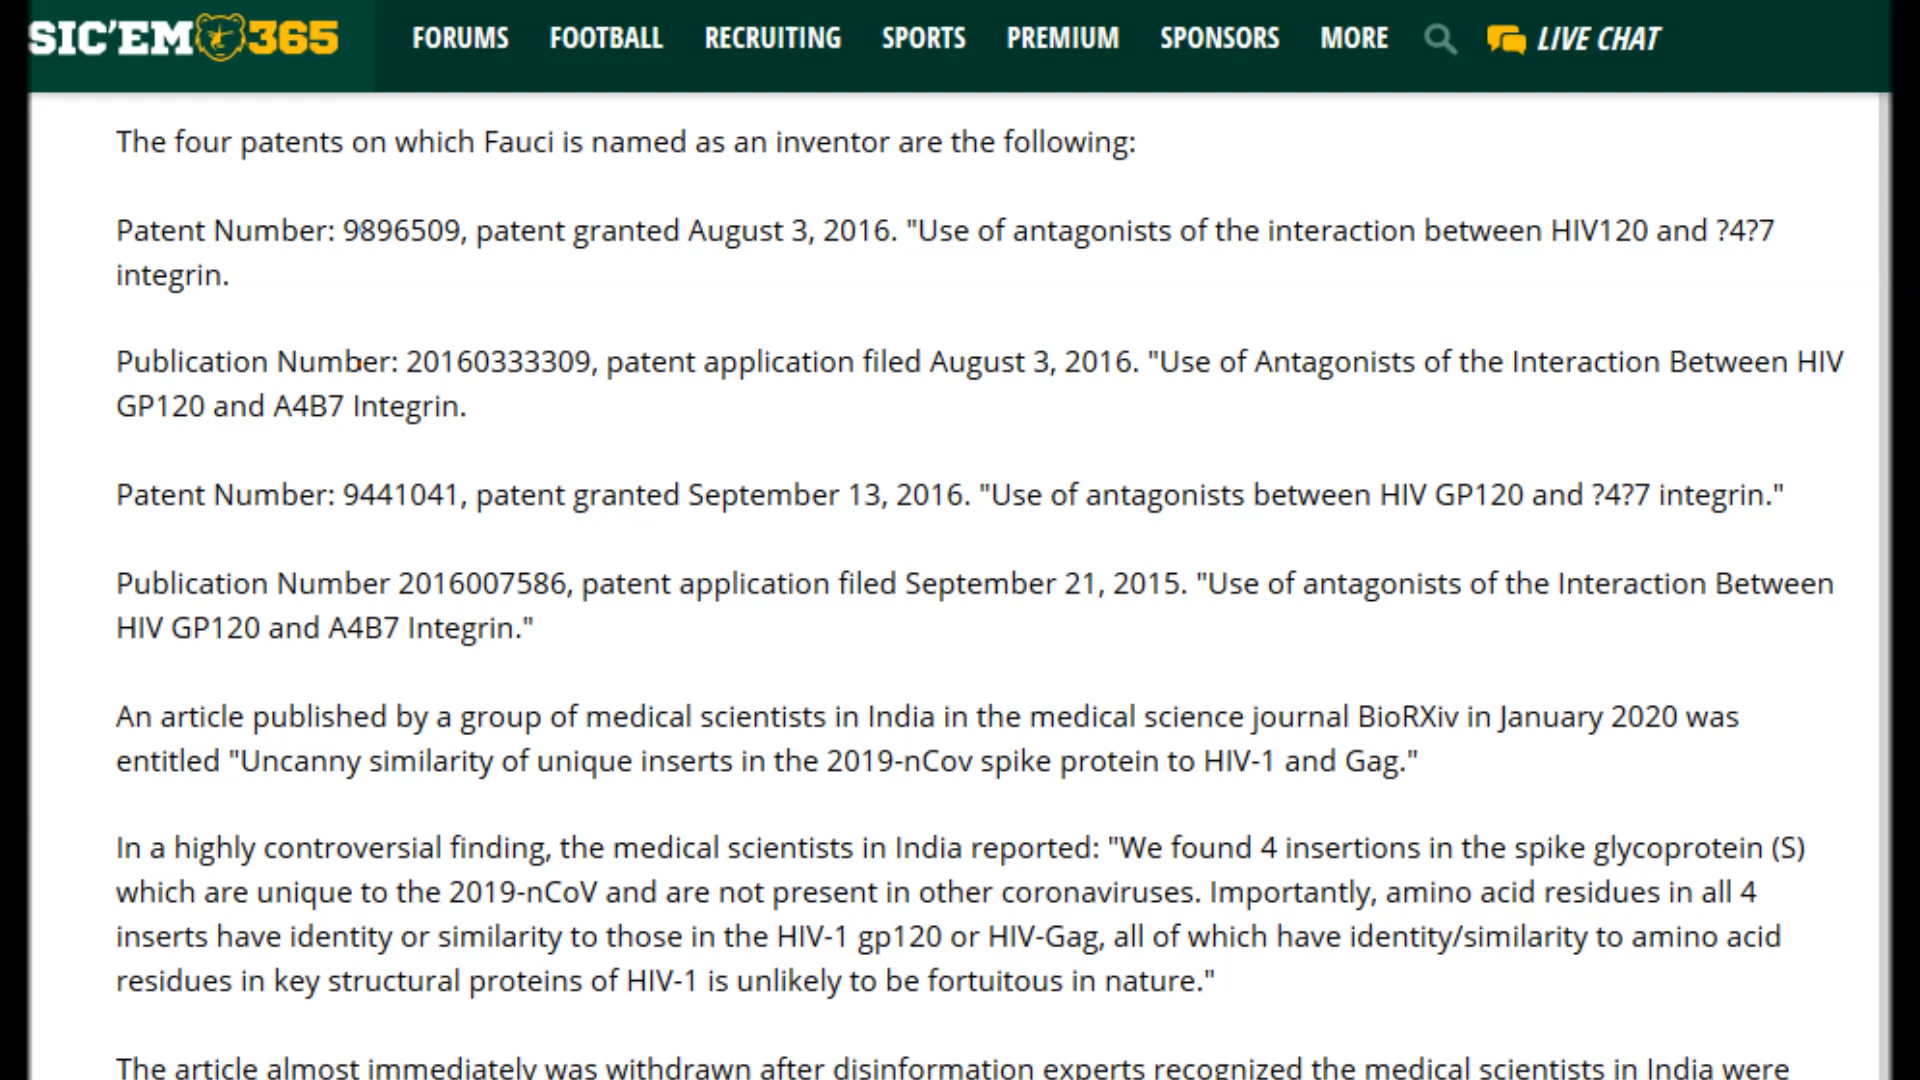 SIC'EM 365
FORUMS FOOTBALL RECRUITING SPORTS PREMIUM SPONSORS MORE LIVE CHAT
The four patents on which Fauci is named as an inventor are the following:
Patent Number: 9896509, patent granted August 3, 2016. "Use of antagonists of the interaction between HIV120 and ?4?7
integrin.
Publication Number: 20160333309, patent application filed August 3, 2016. "Use of Antagonists of the Interaction Between HIV
GP120 and A4B7 Integrin.
Patent Number: 9441041, patent granted September 13, 2016. "Use of antagonists between HIV GP120 and ?4?7 integrin."
Publication Number 2016007586, patent application filed September 21, 2015. "Use of antagonists of the Interaction Between
HIV GP120 and A4B7 Integrin."
An article published by a group of medical scientists in India in the medical science journal BioRXiv in January 2020 was
entitled "Uncanny similarity of unique inserts in the 2019-nCov spike protein to HIV-1 and Gag."
In a highly controversial finding, the medical scientists in India reported: "We found 4 insertions in the spike glycoprotein (S)
which are unique to the 2019-nCoV and are not present in other coronaviruses. Importantly, amino acid residues in all 4
inserts have identity or similarity to those in the HIV-1 gp120 or HIV-Gag, all of which have identity/similarity to amino acid
residues in key structural proteins of HIV-1 is unlikely to be fortuitous in nature."
The article almost immediately was withdrawn after disinformation experts recognized the medical scientists in India were